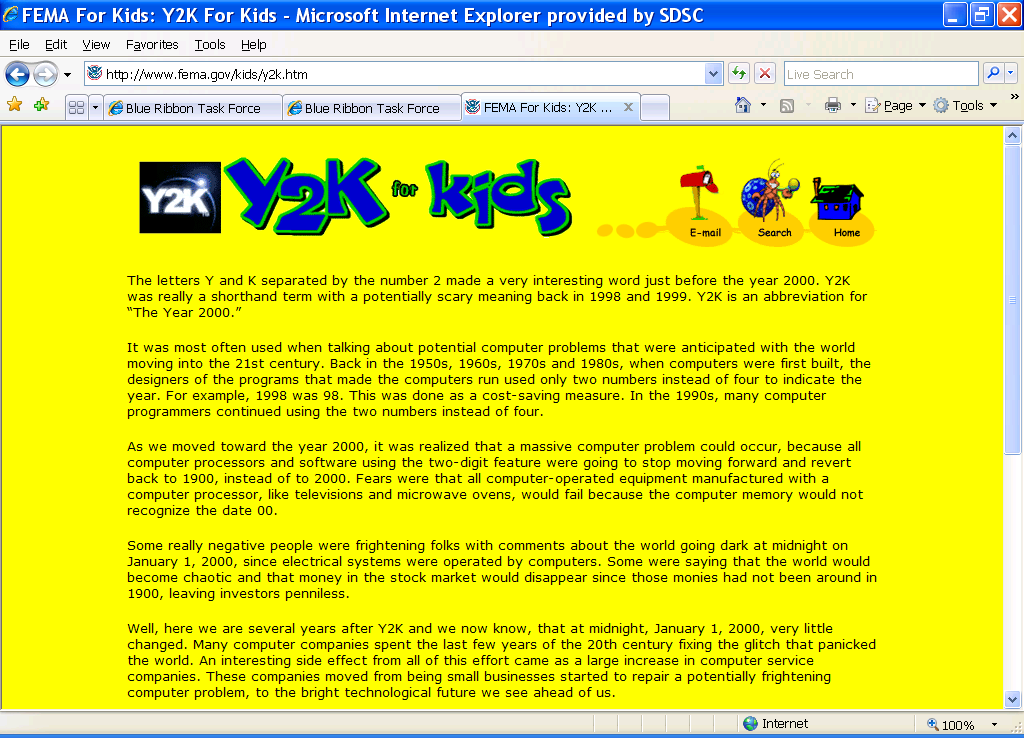 FEMA For Kids: Y2K For Kids - Microsoft Internet Explorer provided by SDSC
File Edit View Favorites Tools Help
http://www.fema.gov/kids/y2k.htm Live Search
Blue Ribbon Task Force Blue Ribbon Task Force FEMA For Kids: Y2K ... Page Tools »
Y2K Y2K for kids
E-mail Search Home
The letters Y and K separated by the number 2 made a very interesting word just before the year 2000. Y2K
was really a shorthand term with a potentially scary meaning back in 1998 and 1999. Y2K is an abbreviation for
“The Year 2000.”
It was most often used when talking about potential computer problems that were anticipated with the world
moving into the 21st century. Back in the 1950s, 1960s, 1970s and 1980s, when computers were first built, the
designers of the programs that made the computers run used only two numbers instead of four to indicate the
year. For example, 1998 was 98. This was done as a cost-saving measure. In the 1990s, many computer
programmers continued using the two numbers instead of four.
As we moved toward the year 2000, it was realized that a massive computer problem could occur, because all
computer processors and software using the two-digit feature were going to stop moving forward and revert
back to 1900, instead of to 2000. Fears were that all computer-operated equipment manufactured with a
computer processor, like televisions and microwave ovens, would fail because the computer memory would not
recognize the date 00.
Some really negative people were frightening folks with comments about the world going dark at midnight on
January 1, 2000, since electrical systems were operated by computers. Some were saying that the world would
become chaotic and that money in the stock market would disappear since those monies had not been around in
1900, leaving investors penniless.
Well, here we are several years after Y2K and we now know, that at midnight, January 1, 2000, very little
changed. Many computer companies spent the last few years of the 20th century fixing the glitch that panicked
the world. An interesting side effect from all of this effort came as a large increase in computer service
companies. These companies moved from being small businesses started to repair a potentially frightening
computer problem, to the bright technological future we see ahead of us.
Internet 100%